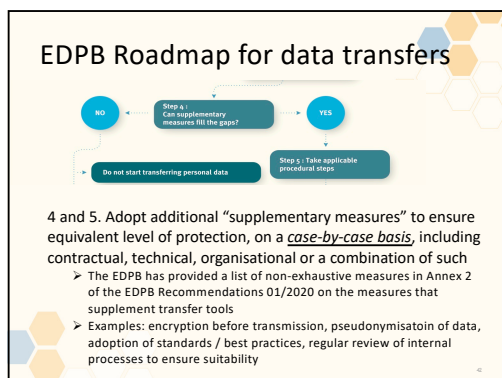 EDPB Roadmap for data transfers
NO
Step 4 :
Can supplementary
measures fill the gaps?
YES
Do not start transferring personal data
Step 5 : Take applicable
procedural steps
4 and 5. Adopt additional “supplementary measures” to ensure
equivalent level of protection, on a case-by-case basis, including
contractual, technical, organisational or a combination of such
➢ The EDPB has provided a list of non-exhaustive measures in Annex 2
of the EDPB Recommendations 01/2020 on the measures that
supplement transfer tools
➢ Examples: encryption before transmission, pseudonymisatoin of data,
adoption of standards / best practices, regular review of internal
processes to ensure suitability